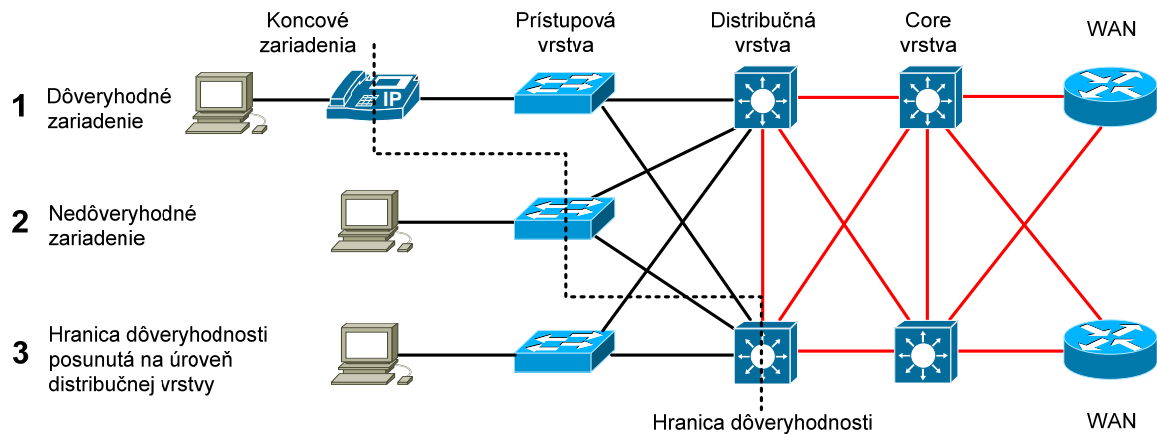 Koncové
zariadenia
Prístupová
vrstva
Distribučná
vrstva
Core
vrstva
WAN
1 Dôveryhodné
zariadenie
IP
2 Nedôveryhodné
zariadenie
3 Hranica dôveryhodnosti
posunutá na úroveň
distribučnej vrstvy
Hranica dôveryhodnosti
WAN